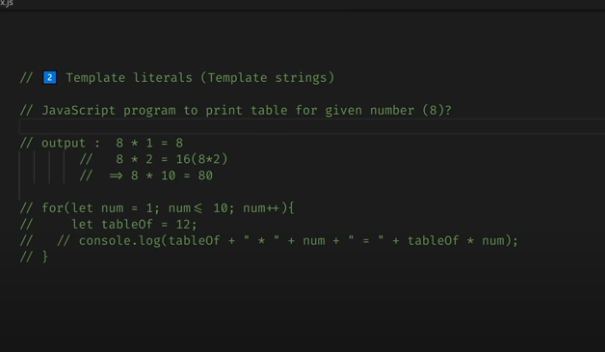 x.js
// 2️⃣ Template literals (Template strings)
// JavaScript program to print table for given number (8)?
// output :  8 * 1 = 8
//   8 * 2 = 16(8*2)
//  => 8 * 10 = 80
// for(let num = 1; num<= 10; num++){
//     let tableOf = 12;
//   // console.log(tableOf + " * " + num + " = " + tableOf * num);
// }